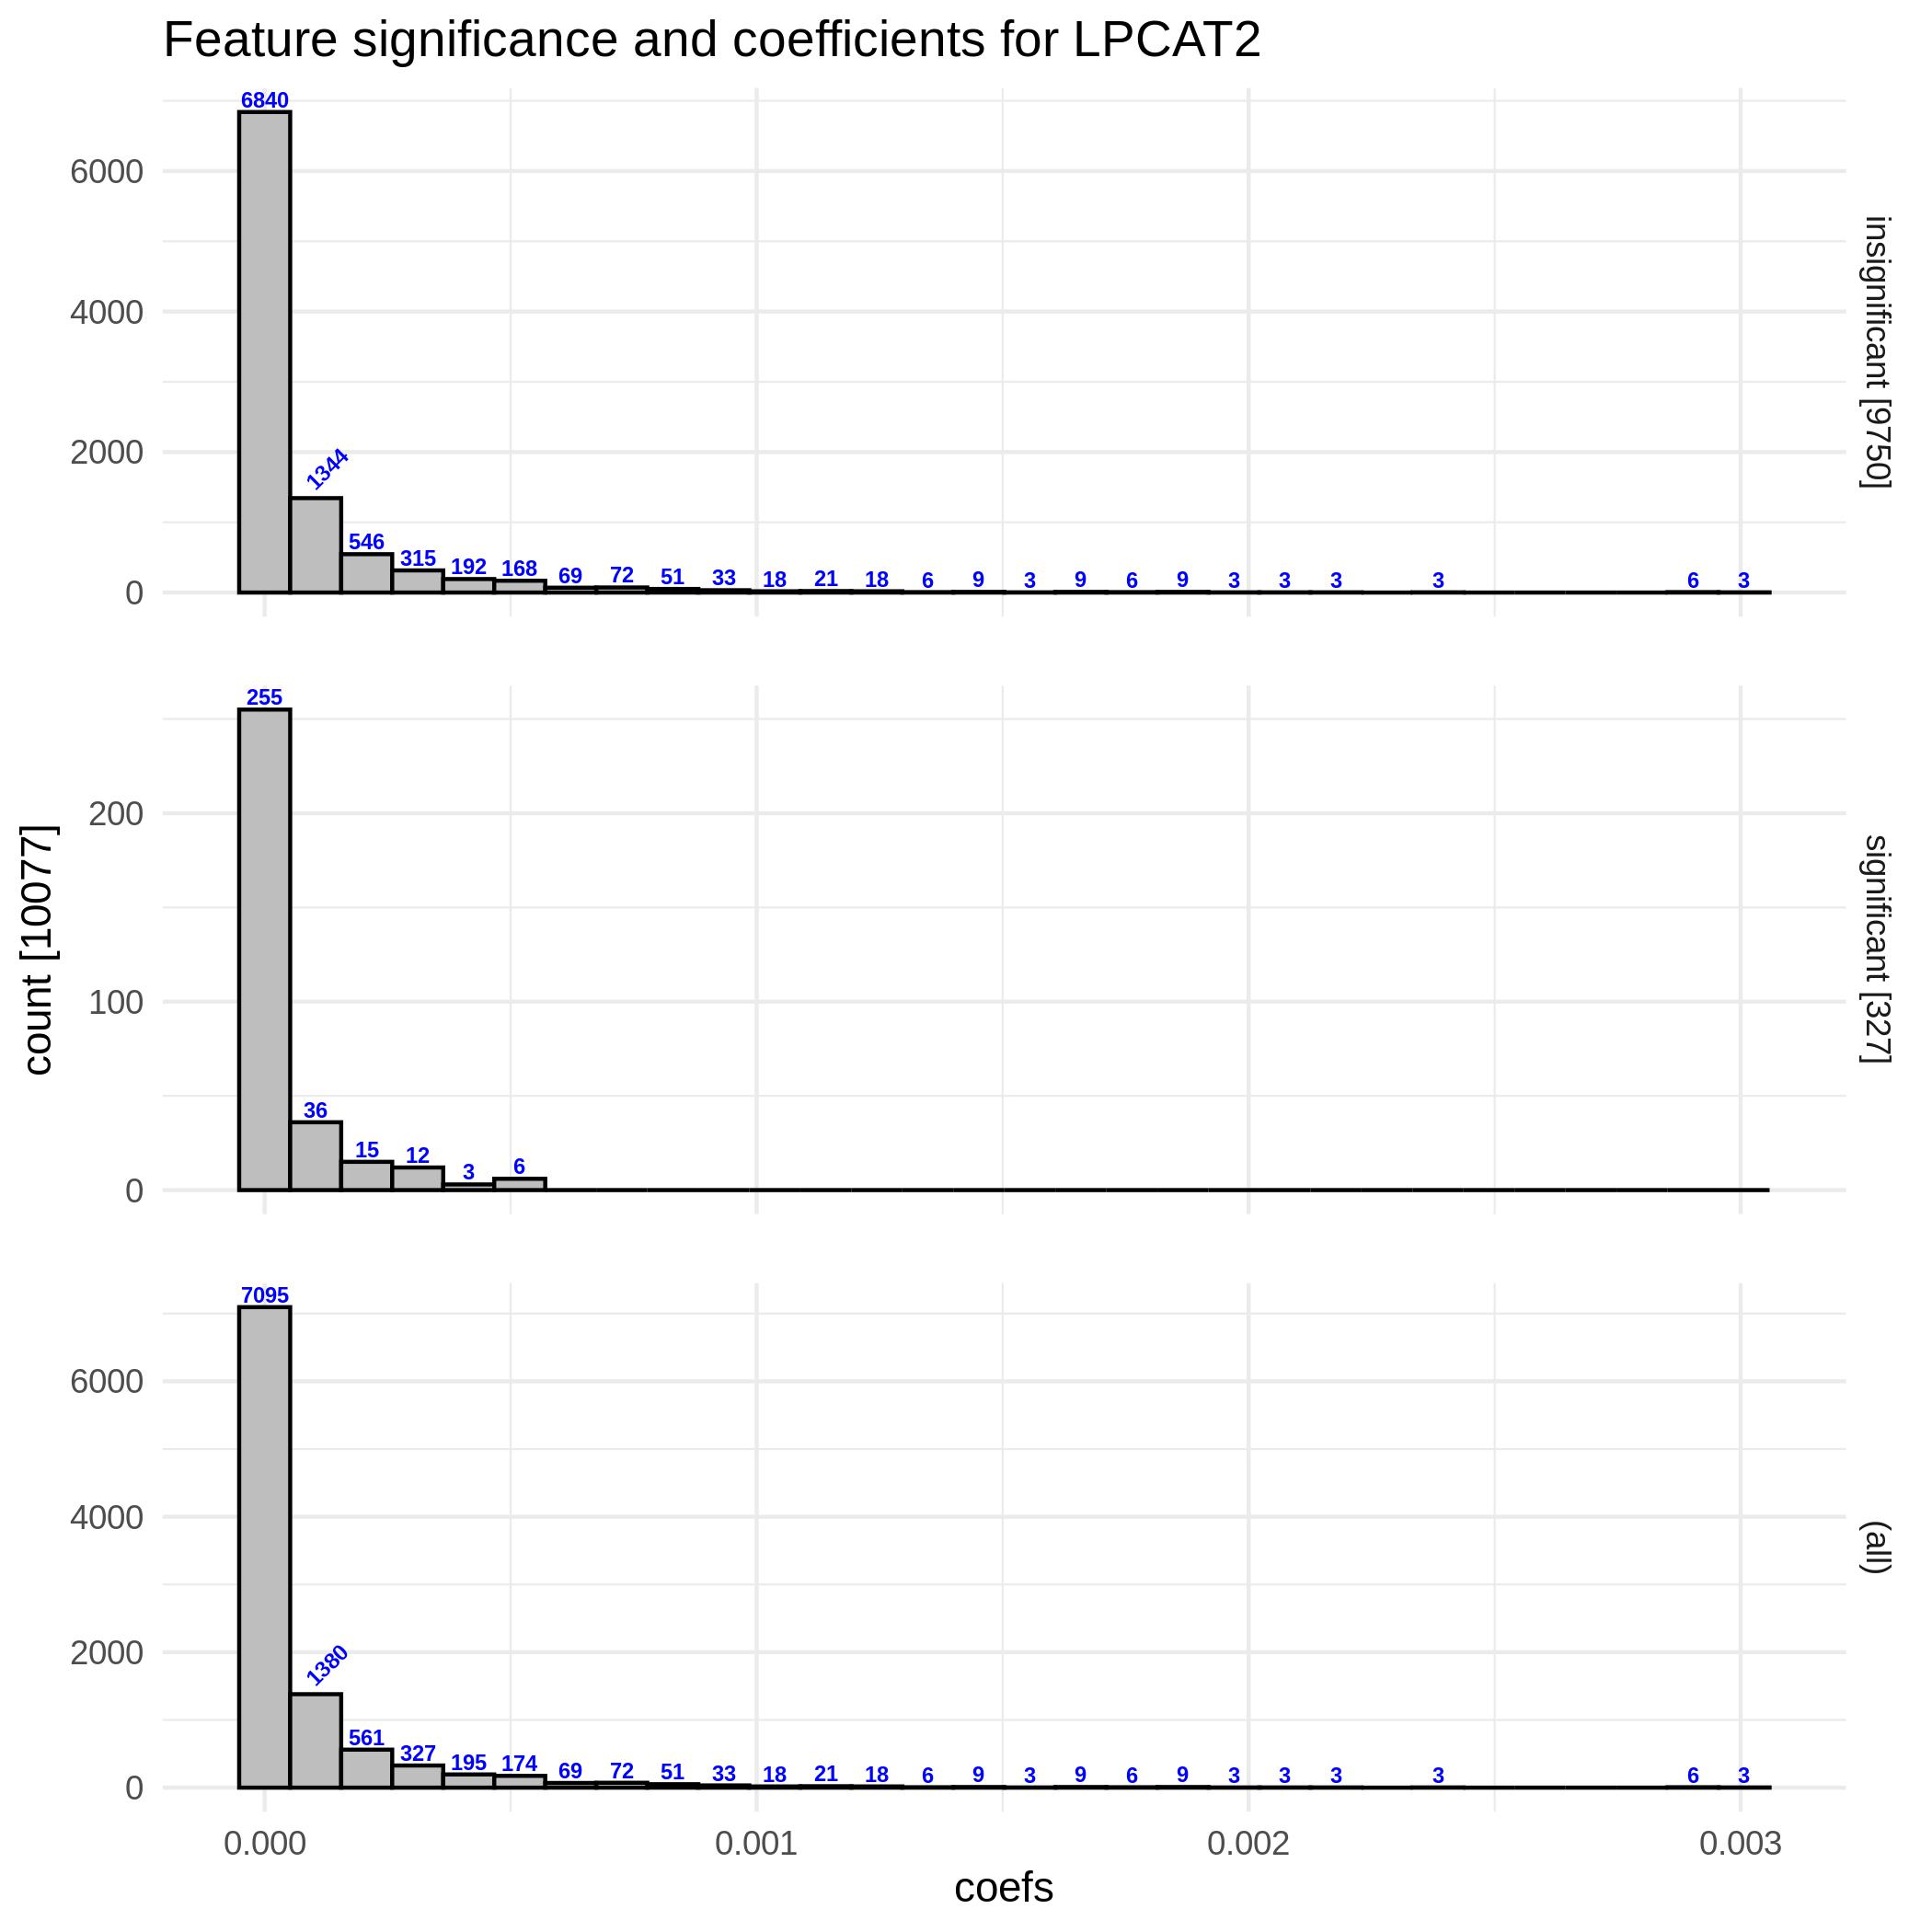 Feature significance and coefficients for LPCAT2
6840
6000
4000
2000
0
1344
546 315 192 168 69 72 51 33 18 21 18 6 9 3 9 6 9 3 3 3 3 6 3
insignificant [9750]
count [10077]
255
200
100
0
36
15 12 3 6
significant [327]
7095
6000
4000
2000
0
1380
561 327 195 174 69 72 51 33 18 21 18 6 9 3 9 6 9 3 3 3 3 6 3
(all)
0.000 0.001 0.002 0.003
coefs